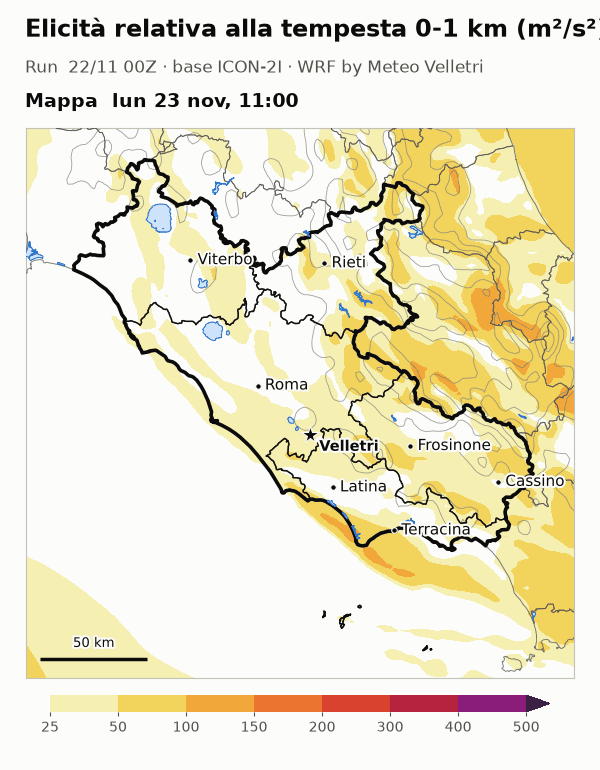 Elicità relativa alla tempesta 0-1 km (m²/s²)
Run 22/11 00Z · base ICON-2I · WRF by Meteo Velletri
Mappa lun 23 nov, 11:00
Viterbo
Rieti
Roma
Velletri
Frosinone
Cassino
Latina
Terracina
50 km
25 50 100 150 200 300 400 500